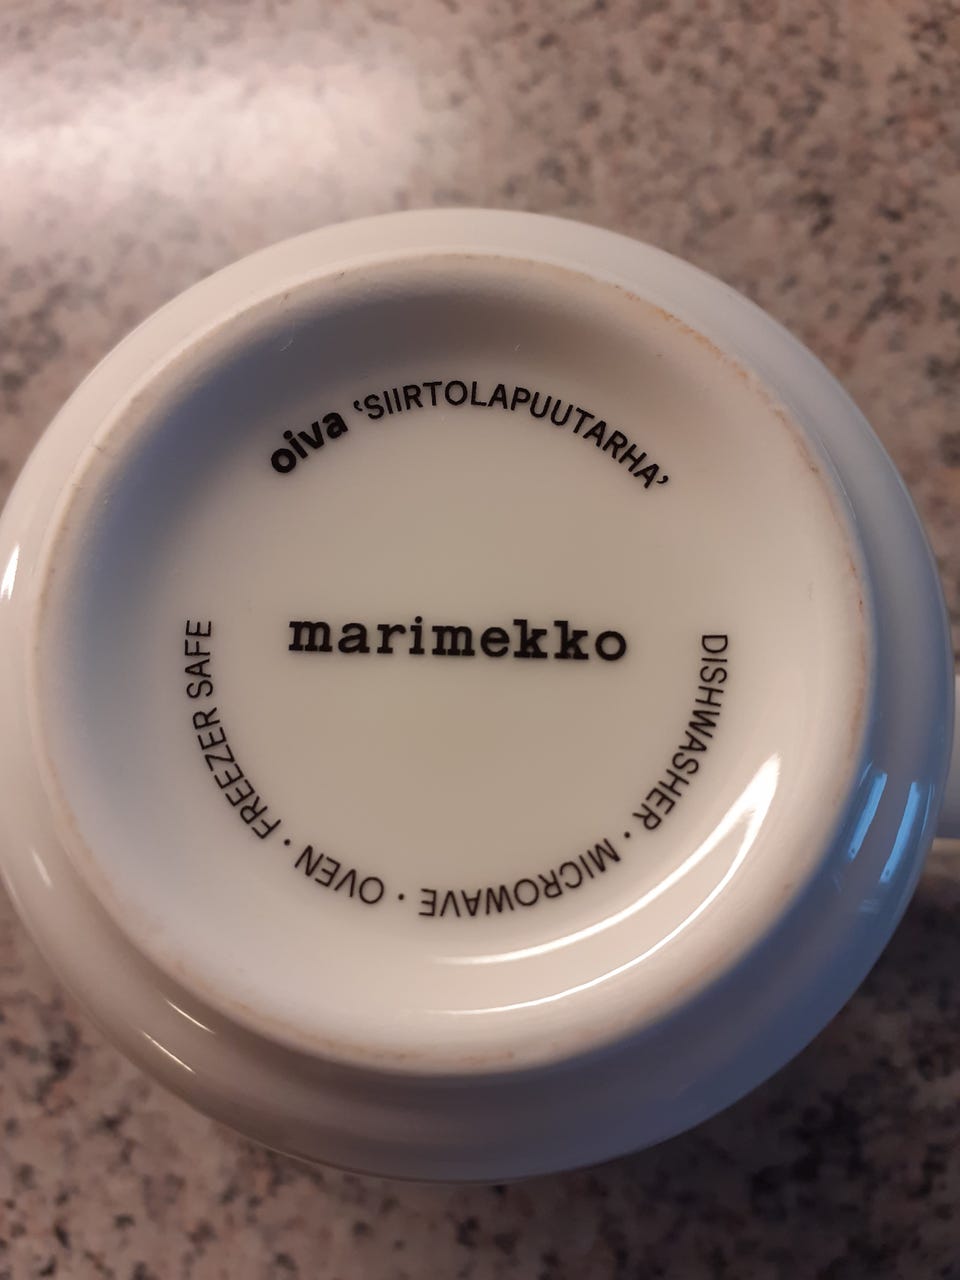 oiva ‘SIIRTOLAPUUTARHA’
marimekko
DISHWASHER · MICROWAVE · OVEN · FREEZER SAFE